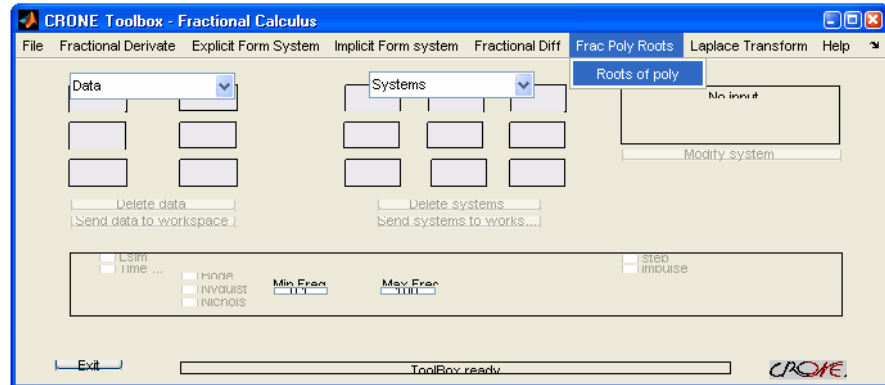 CRONE Toolbox - Fractional Calculus
File Fractional Derivate Explicit Form System Implicit Form system Fractional Diff Frac Poly Roots Laplace Transform Help
Roots of poly
Data
Systems
No input
Modify system
Delete data
Delete systems
Send data to workspace
Send systems to works...
Lsim
Time ...
Bode
Nyquist
Nichols
Min Freq
Max Freq
step
impulse
Exit
ToolBox ready
CRONE